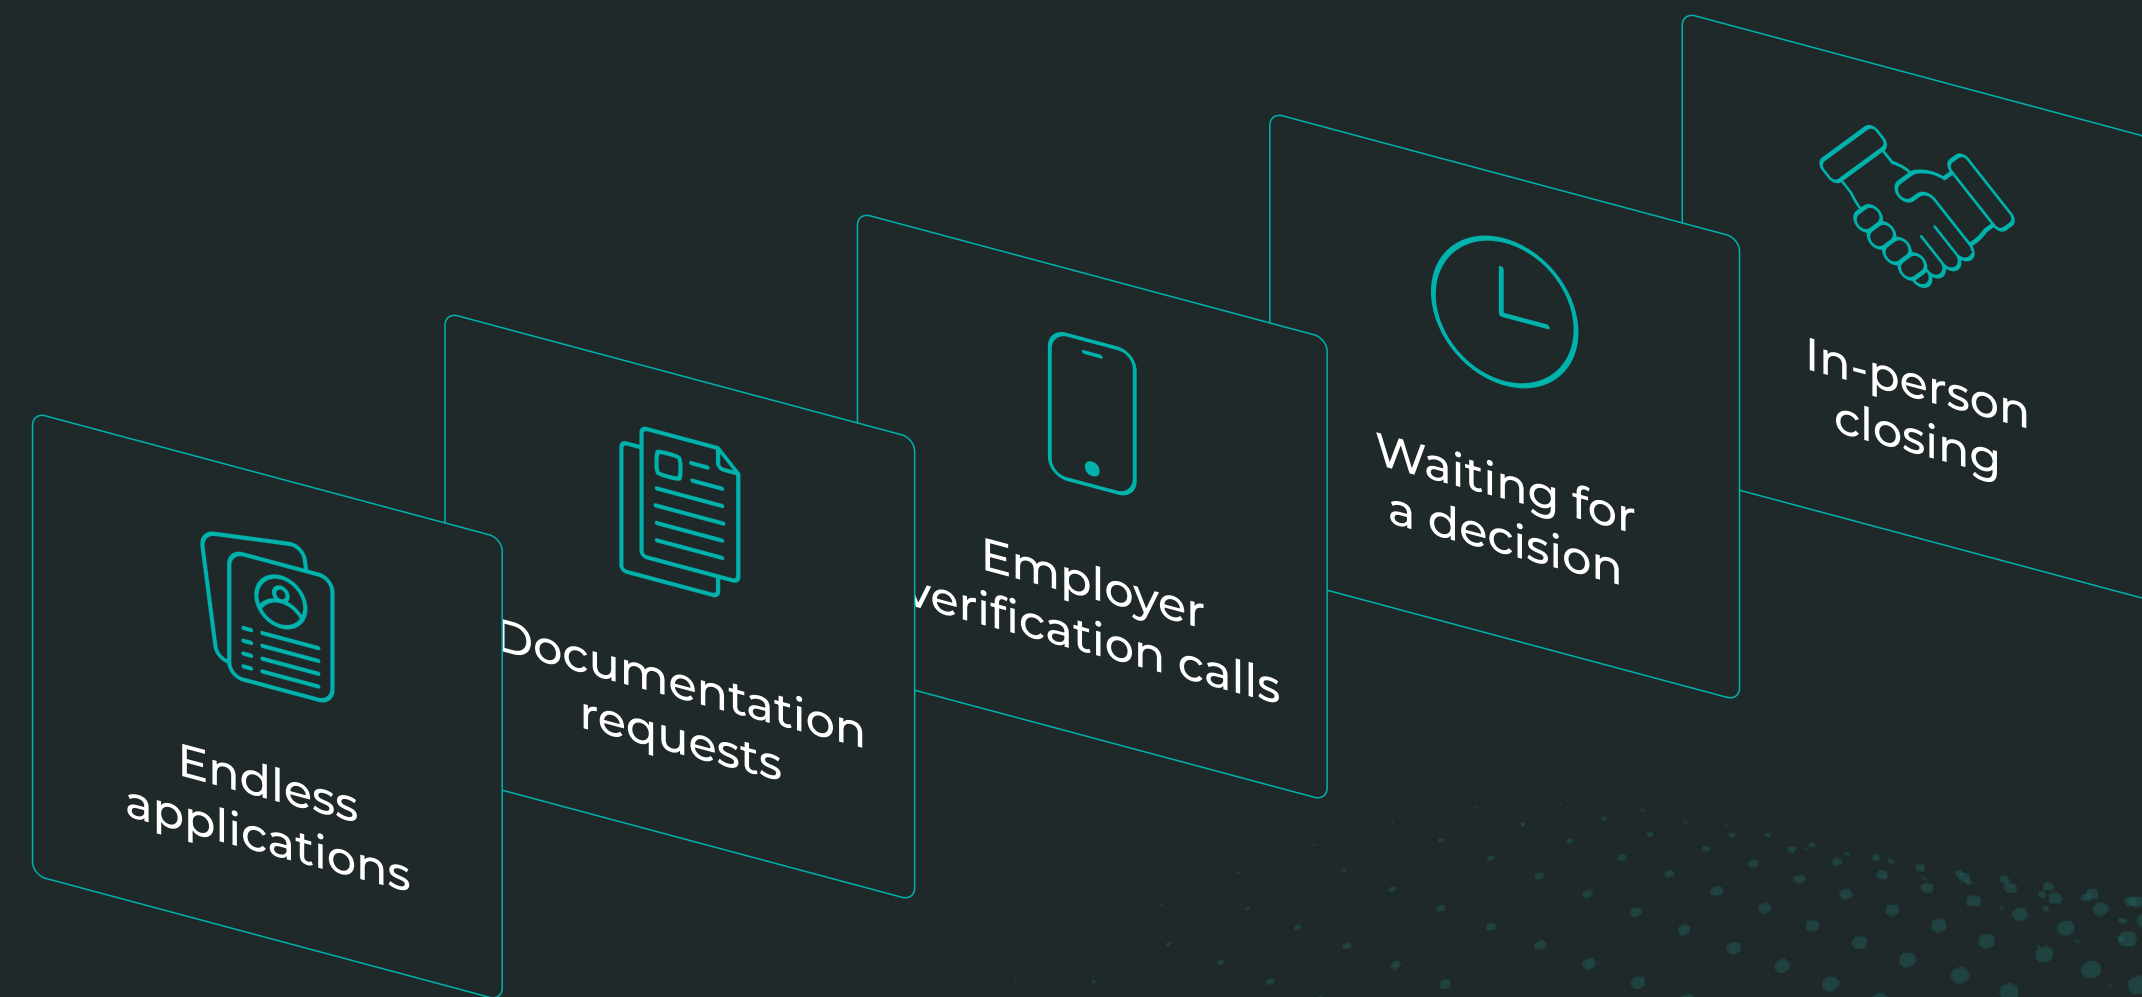 Endless
applications
Documentation
requests
Employer
verification calls
Waiting for
a decision
In-person
closing